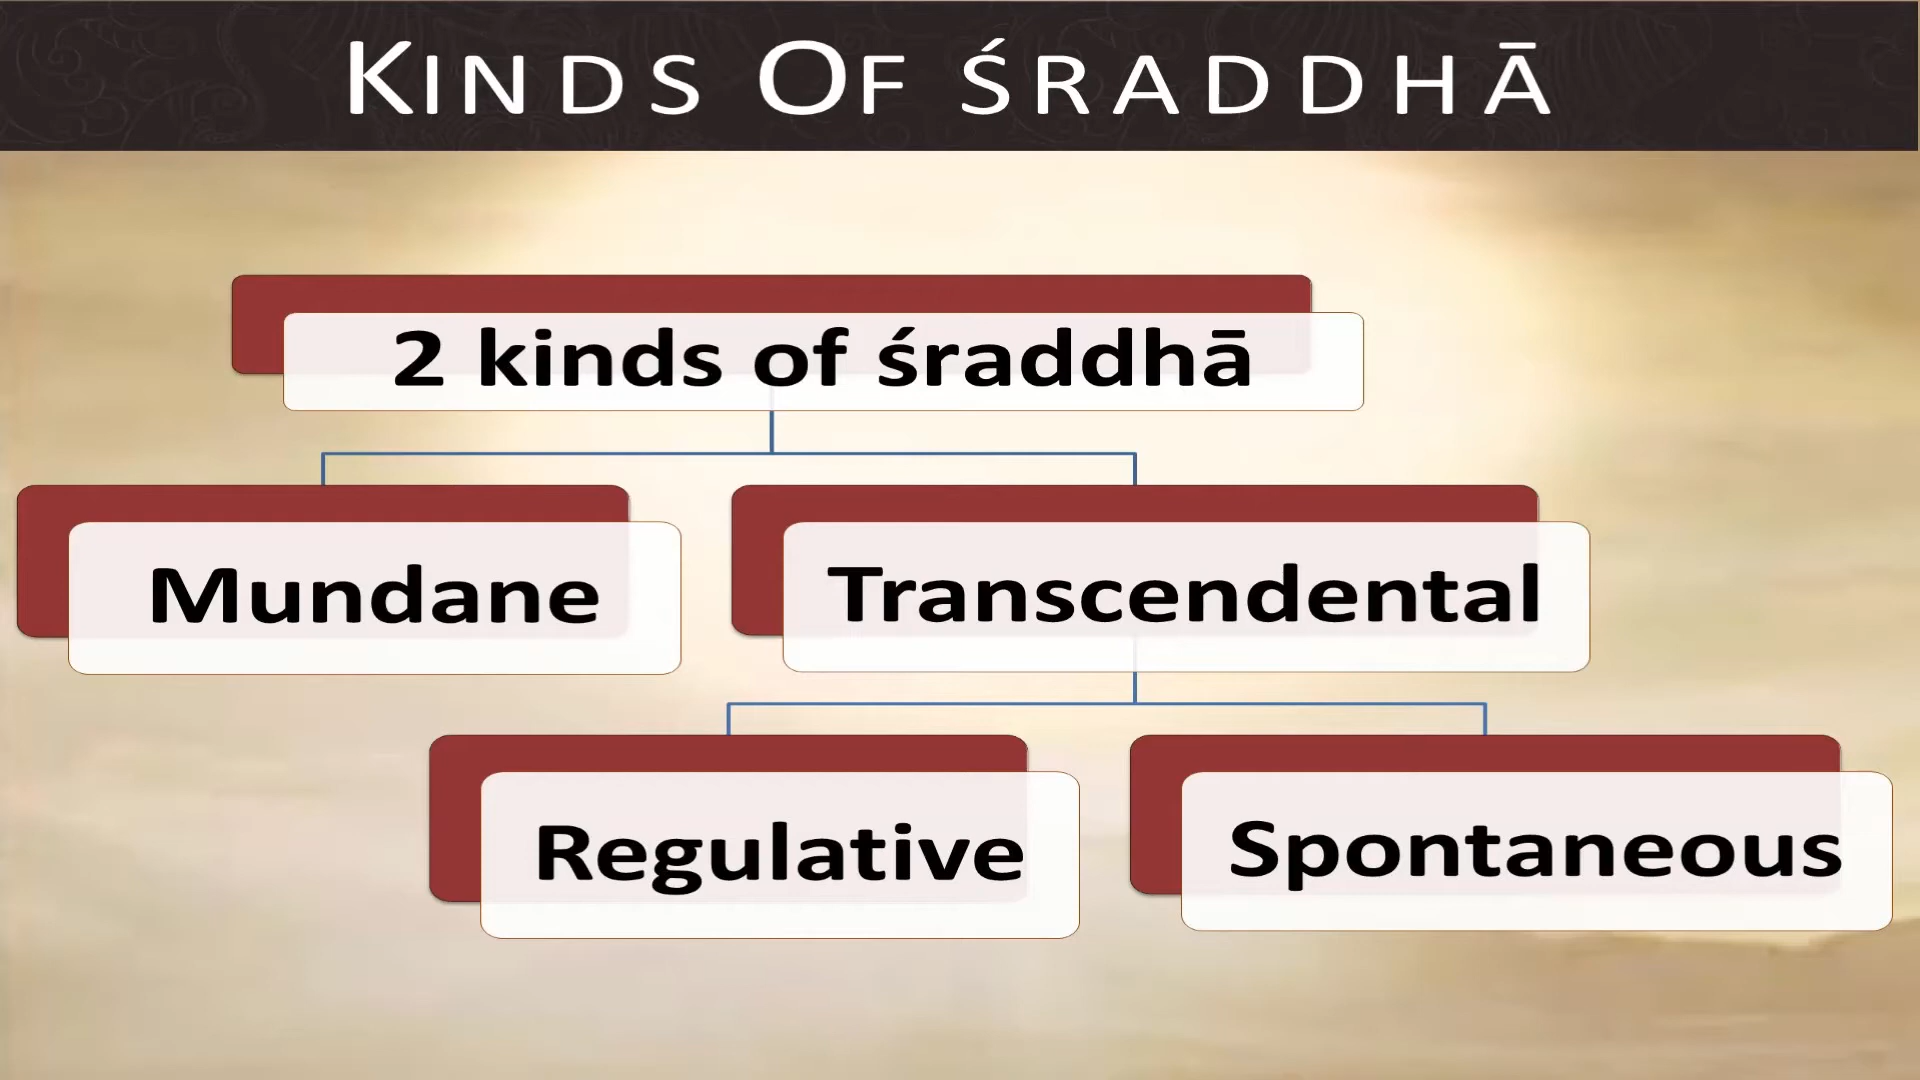 KINDS OF ŚRADDHĀ
2 kinds of śraddhā
Mundane
Transcendental
Regulative
Spontaneous